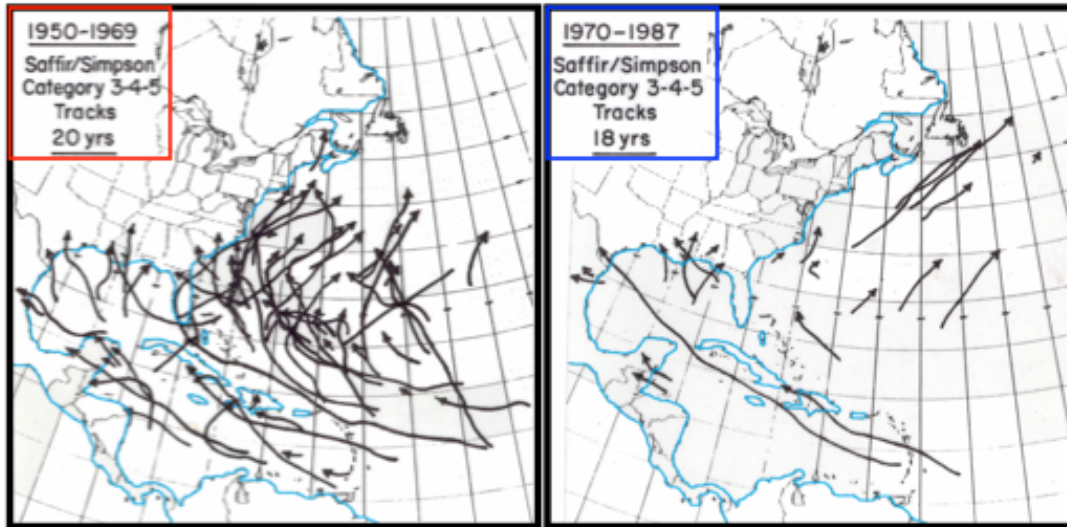 1950-1969
Saffir/Simpson
Category 3-4-5
Tracks
20 yrs
1970-1987
Saffir/Simpson
Category 3-4-5
Tracks
18 yrs